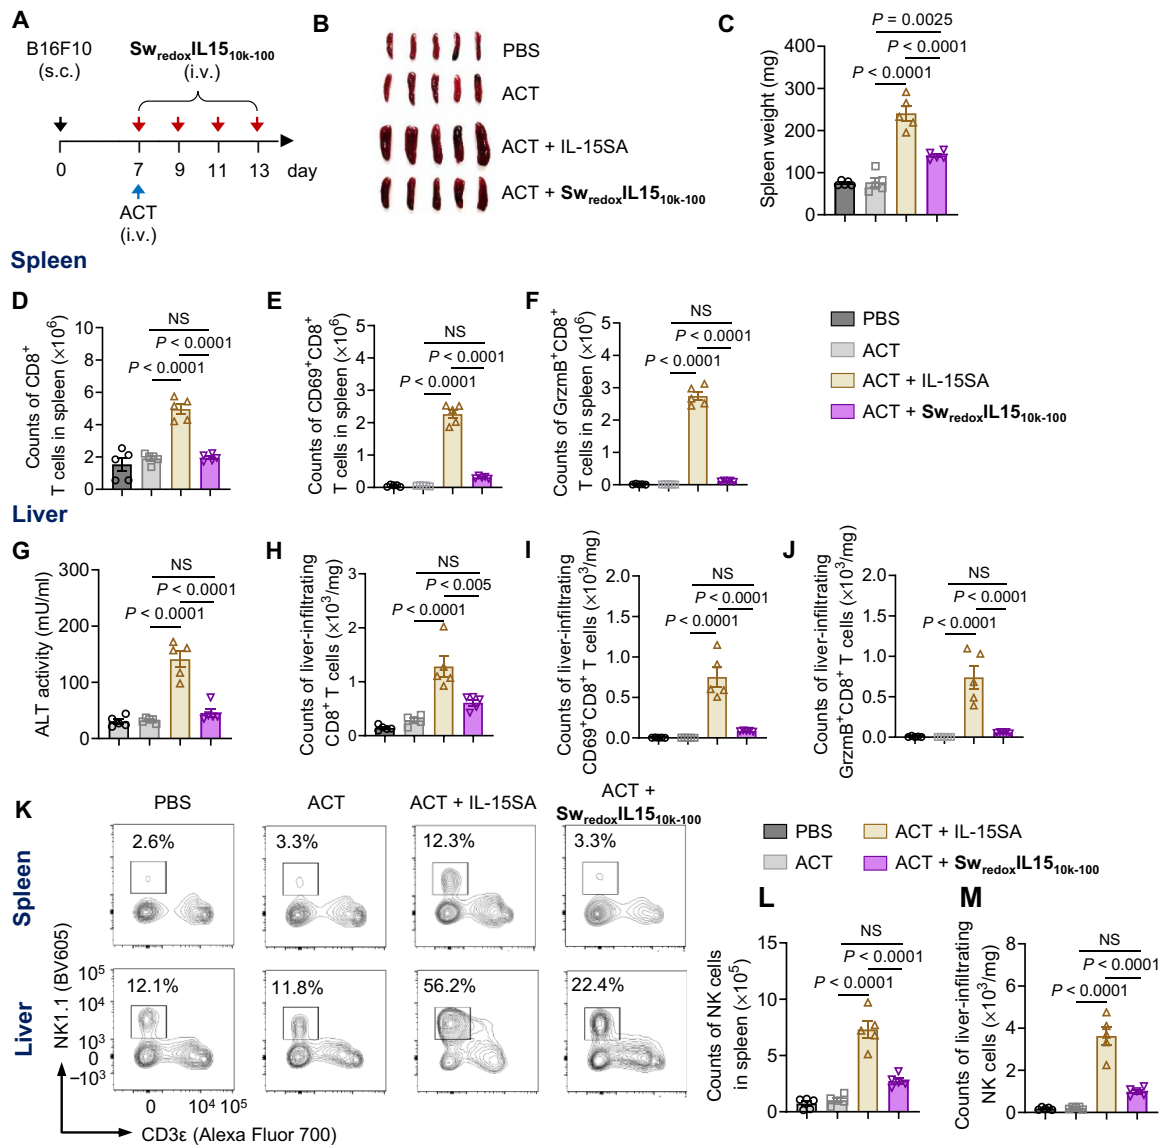 A
B16F10
(s.c.)
Sw_redoxIL15_10k-100
(i.v.)
0
7
9
11
13
day
ACT
(i.v.)
B
PBS
ACT
ACT + IL-15SA
ACT + Sw_redoxIL15_10k-100
C
P = 0.0025
P < 0.0001
P < 0.0001
Spleen weight (mg)
400
300
200
100
0
Spleen
D
Counts of CD8⁺
T cells in spleen (×10⁶)
10
8
6
4
2
0
NS
P < 0.0001
P < 0.0001
E
Counts of CD69⁺CD8⁺
T cells in spleen (×10⁶)
5
4
3
2
1
0
NS
P < 0.0001
P < 0.0001
F
Counts of GrzmB⁺CD8⁺
T cells in spleen (×10⁶)
5
4
3
2
1
0
NS
P < 0.0001
P < 0.0001
PBS
ACT
ACT + IL-15SA
ACT + Sw_redoxIL15_10k-100
Liver
G
ALT activity (mU/ml)
300
200
100
0
NS
P < 0.0001
P < 0.0001
H
Counts of liver-infiltrating
CD8⁺ T cells (×10³/mg)
3
2
1
0
NS
P < 0.005
P < 0.0001
I
Counts of liver-infiltrating
CD69⁺CD8⁺ T cells (×10³/mg)
2.0
1.5
1.0
0.5
0.0
NS
P < 0.0001
P < 0.0001
J
Counts of liver-infiltrating
GrzmB⁺CD8⁺ T cells (×10³/mg)
2.0
1.5
1.0
0.5
0.0
NS
P < 0.0001
P < 0.0001
K
PBS
ACT
ACT + IL-15SA
ACT +
Sw_redoxIL15_10k-100
Spleen
2.6%
3.3%
12.3%
3.3%
Liver
12.1%
11.8%
56.2%
22.4%
NK1.1 (BV605)
10⁵
10⁴
10³
0
−10³
0
10⁴
10⁵
CD3ε (Alexa Fluor 700)
PBS
ACT + IL-15SA
ACT
ACT + Sw_redoxIL15_10k-100
L
Counts of NK cells
in spleen (×10⁵)
15
10
5
0
NS
P < 0.0001
P < 0.0001
M
Counts of liver-infiltrating
NK cells (×10³/mg)
8
6
4
2
0
NS
P < 0.0001
P < 0.0001